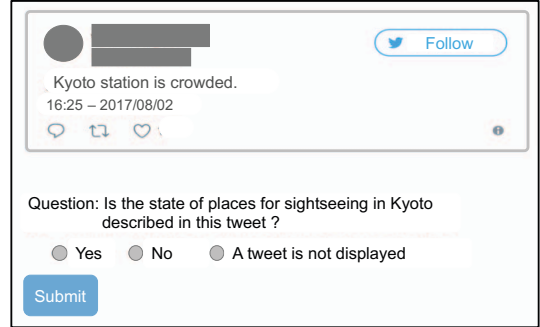 Follow
Kyoto station is crowded.
16:25 – 2017/08/02
Question: Is the state of places for sightseeing in Kyoto
described in this tweet ?
Yes No A tweet is not displayed
Submit